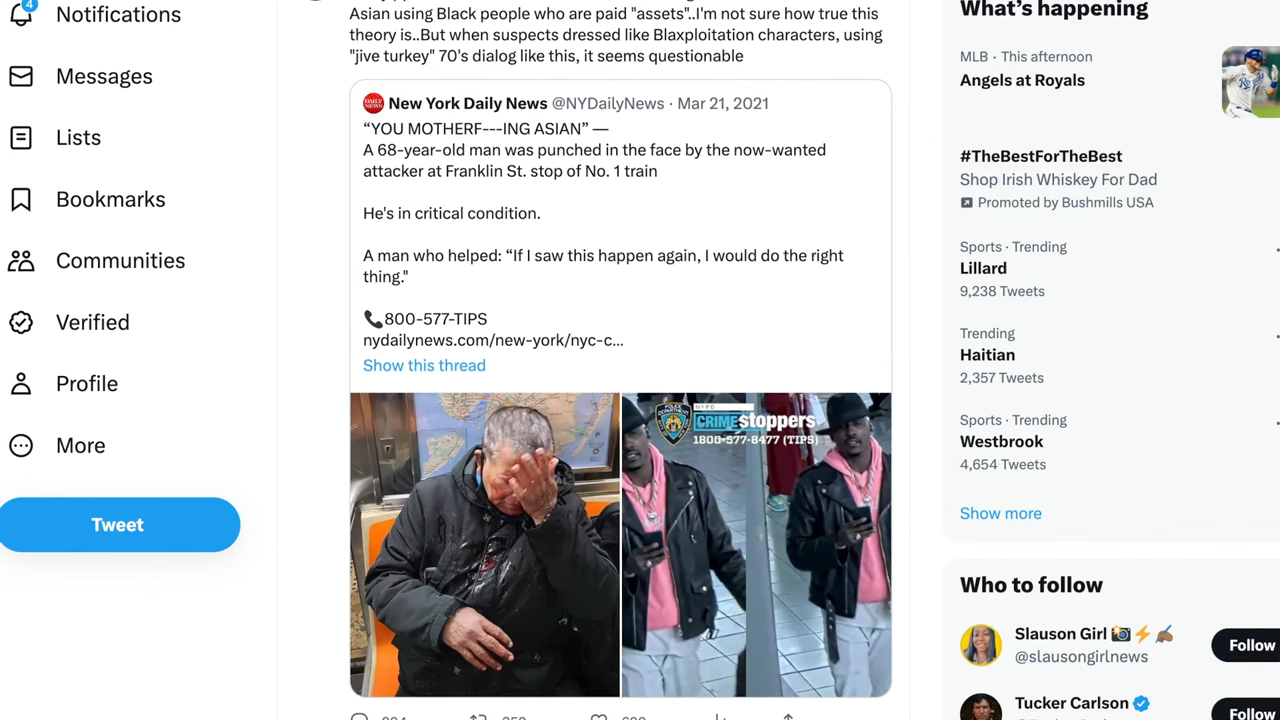 4
Notifications
Messages
Lists
Bookmarks
Communities
Verified
Profile
More
Tweet
Asian using Black people who are paid "assets"..I'm not sure how true this
theory is..But when suspects dressed like Blaxploitation characters, using
"jive turkey" 70's dialog like this, it seems questionable
DAILY NEWS
New York Daily News @NYDailyNews · Mar 21, 2021
“YOU MOTHERF---ING ASIAN” —
A 68-year-old man was punched in the face by the now-wanted
attacker at Franklin St. stop of No. 1 train
He's in critical condition.
A man who helped: “If I saw this happen again, I would do the right
thing."
📞800-577-TIPS
nydailynews.com/new-york/nyc-c...
Show this thread
POLICE DEPARTMENT
NYPD
CRIMEstoppers
1800-577-8477 (TIPS)
What’s happening
MLB · This afternoon
Angels at Royals
#TheBestForTheBest
Shop Irish Whiskey For Dad
Promoted by Bushmills USA
Sports · Trending
Lillard
9,238 Tweets
Trending
Haitian
2,357 Tweets
Sports · Trending
Westbrook
4,654 Tweets
Show more
Who to follow
Slauson Girl 📸⚡✍🏾
@slausongirlnews
Follow
Tucker Carlson